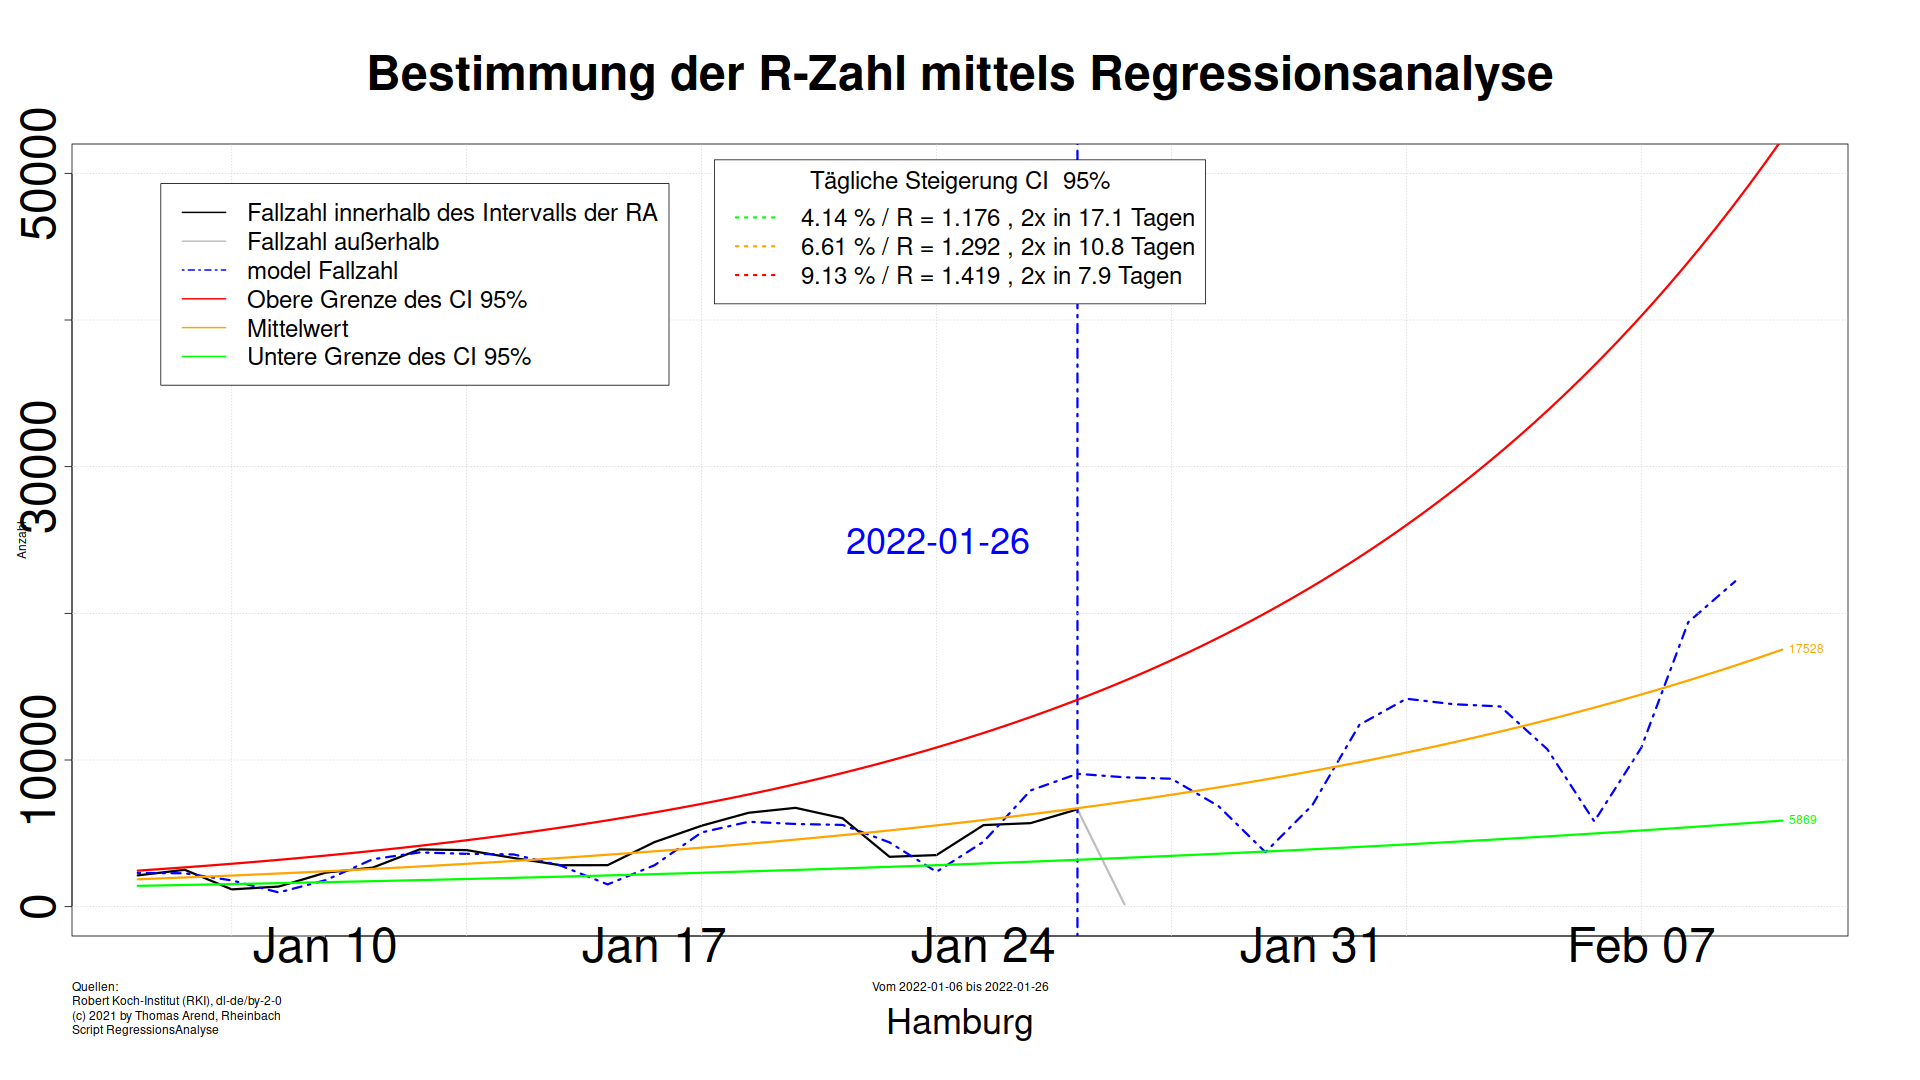 Bestimmung der R-Zahl mittels Regressionsanalyse
Anzahl
50000
30000
10000
0
Fallzahl innerhalb des Intervalls der RA
Fallzahl außerhalb
model Fallzahl
Obere Grenze des CI 95%
Mittelwert
Untere Grenze des CI 95%
Tägliche Steigerung CI 95%
4.14 % / R = 1.176 , 2x in 17.1 Tagen
6.61 % / R = 1.292 , 2x in 10.8 Tagen
9.13 % / R = 1.419 , 2x in 7.9 Tagen
2022-01-26
17528
5869
Jan 10 Jan 17 Jan 24 Jan 31 Feb 07
Quellen:
Robert Koch-Institut (RKI), dl-de/by-2-0
(c) 2021 by Thomas Arend, Rheinbach
Script RegressionsAnalyse
Vom 2022-01-06 bis 2022-01-26
Hamburg